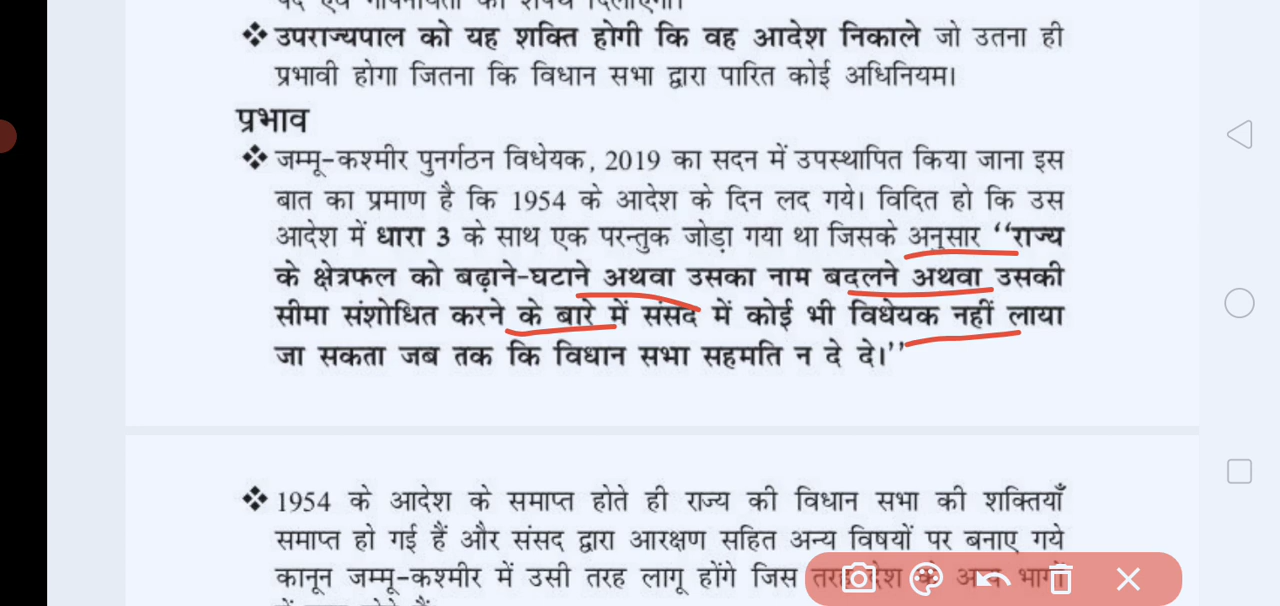 ❖ उपराज्यपाल को यह शक्ति होगी कि वह आदेश निकाले जो उतना ही
प्रभावी होगा जितना कि विधान सभा द्वारा पारित कोई अधिनियम।
प्रभाव
❖ जम्मू-कश्मीर पुनर्गठन विधेयक, 2019 का सदन में उपस्थापित किया जाना इस
बात का प्रमाण है कि 1954 के आदेश के दिन लद गये। विदित हो कि उस
आदेश में धारा 3 के साथ एक परन्तुक जोड़ा गया था जिसके अनुसार ‘‘राज्य
के क्षेत्रफल को बढ़ाने-घटाने अथवा उसका नाम बदलने अथवा उसकी
सीमा संशोधित करने के बारे में संसद में कोई भी विधेयक नहीं लाया
जा सकता जब तक कि विधान सभा सहमति न दे दे।’’
❖ 1954 के आदेश के समाप्त होते ही राज्य की विधान सभा की शक्तियाँ
समाप्त हो गई हैं और संसद द्वारा आरक्षण सहित अन्य विषयों पर बनाए गये
कानून जम्मू-कश्मीर में उसी तरह लागू होंगे जिस तरह देश के अन्य भागों